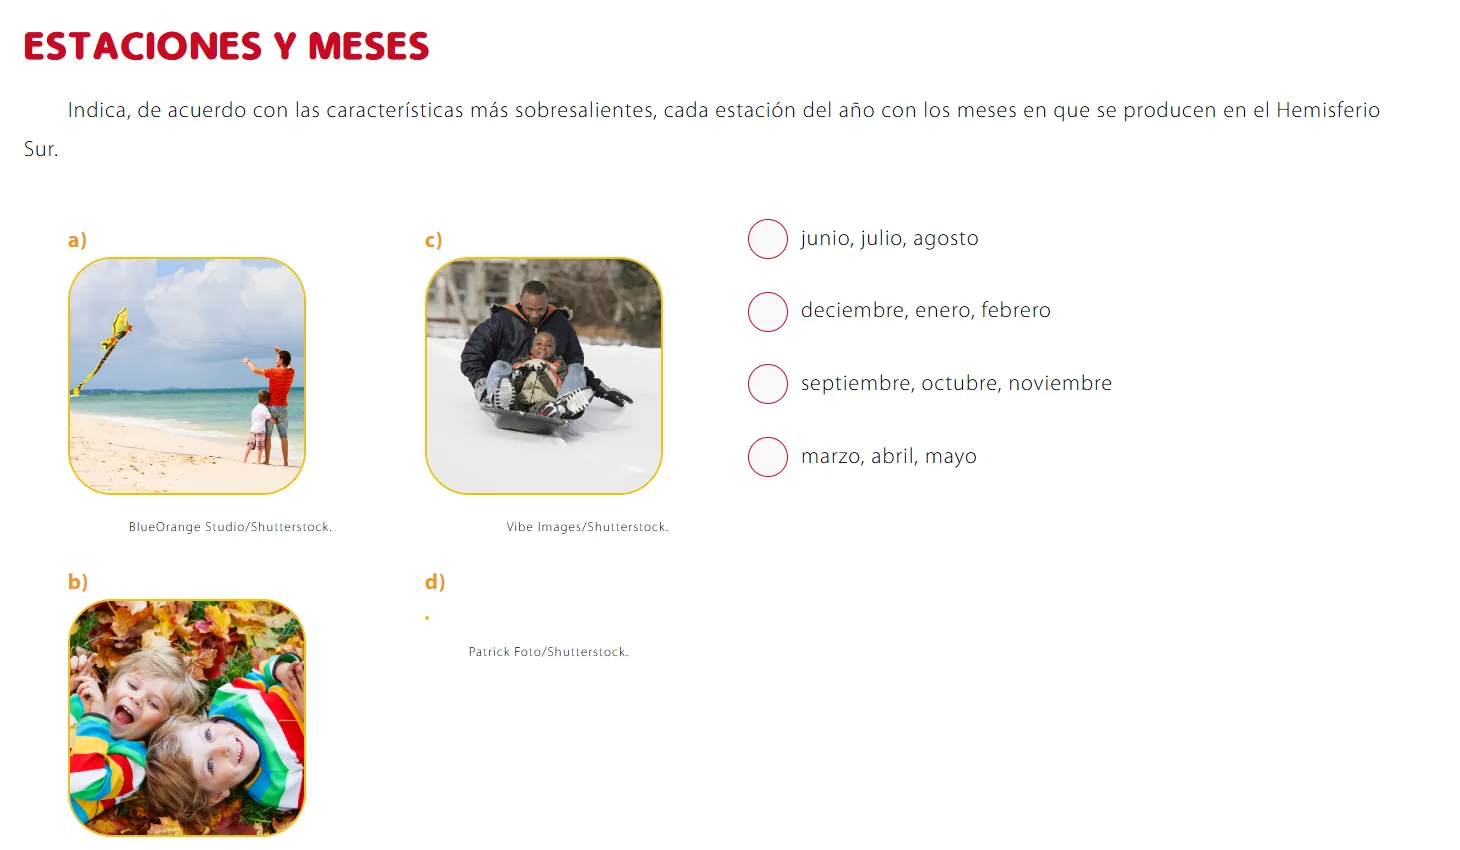 ESTACIONES Y MESES
Indica, de acuerdo con las características más sobresalientes, cada estación del año con los meses en que se producen en el Hemisferio
Sur.
a)
c)
BlueOrange Studio/Shutterstock.
Vibe Images/Shutterstock.
b)
d)
Patrick Foto/Shutterstock.
junio, julio, agosto
deciembre, enero, febrero
septiembre, octubre, noviembre
marzo, abril, mayo